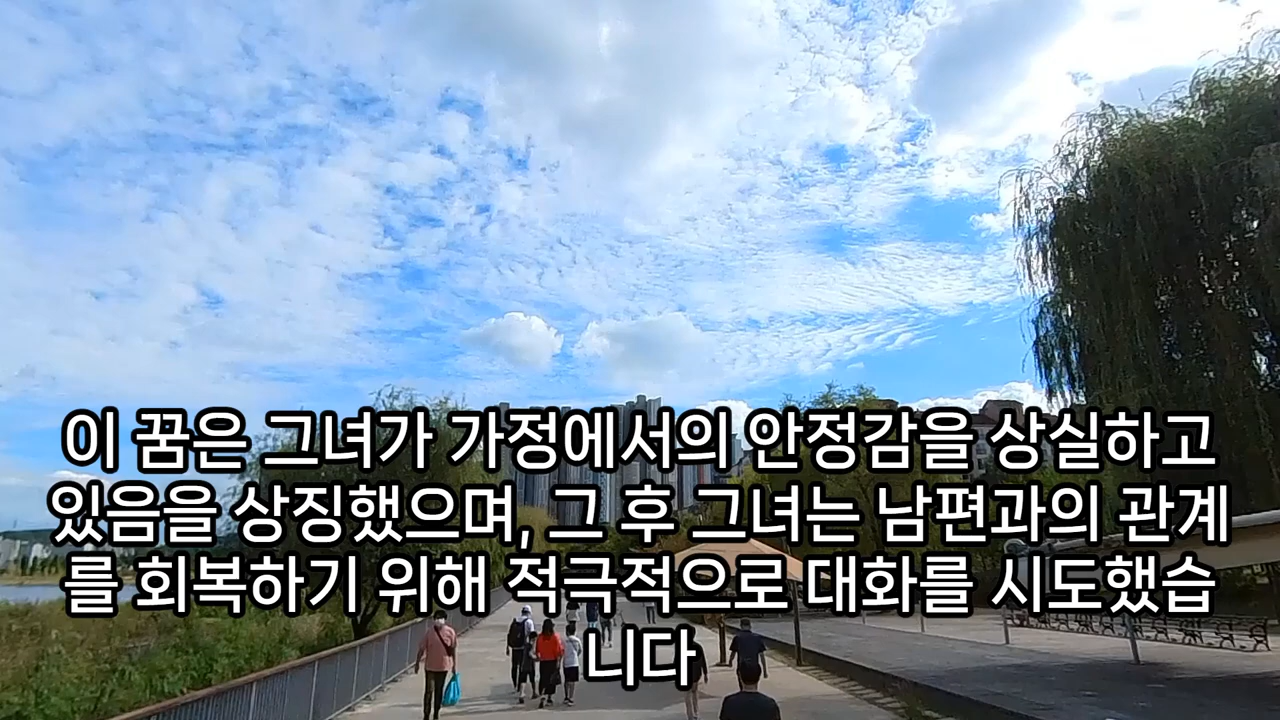 이 꿈은 그녀가 가정에서의 안정감을 상실하고
있음을 상징했으며, 그 후 그녀는 남편과의 관계
를 회복하기 위해 적극적으로 대화를 시도했습
니다